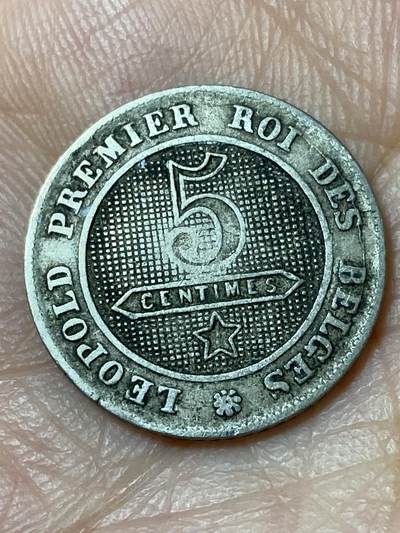 LEOPOLD PREMIER ROI DES BELGES
5
CENTIMES